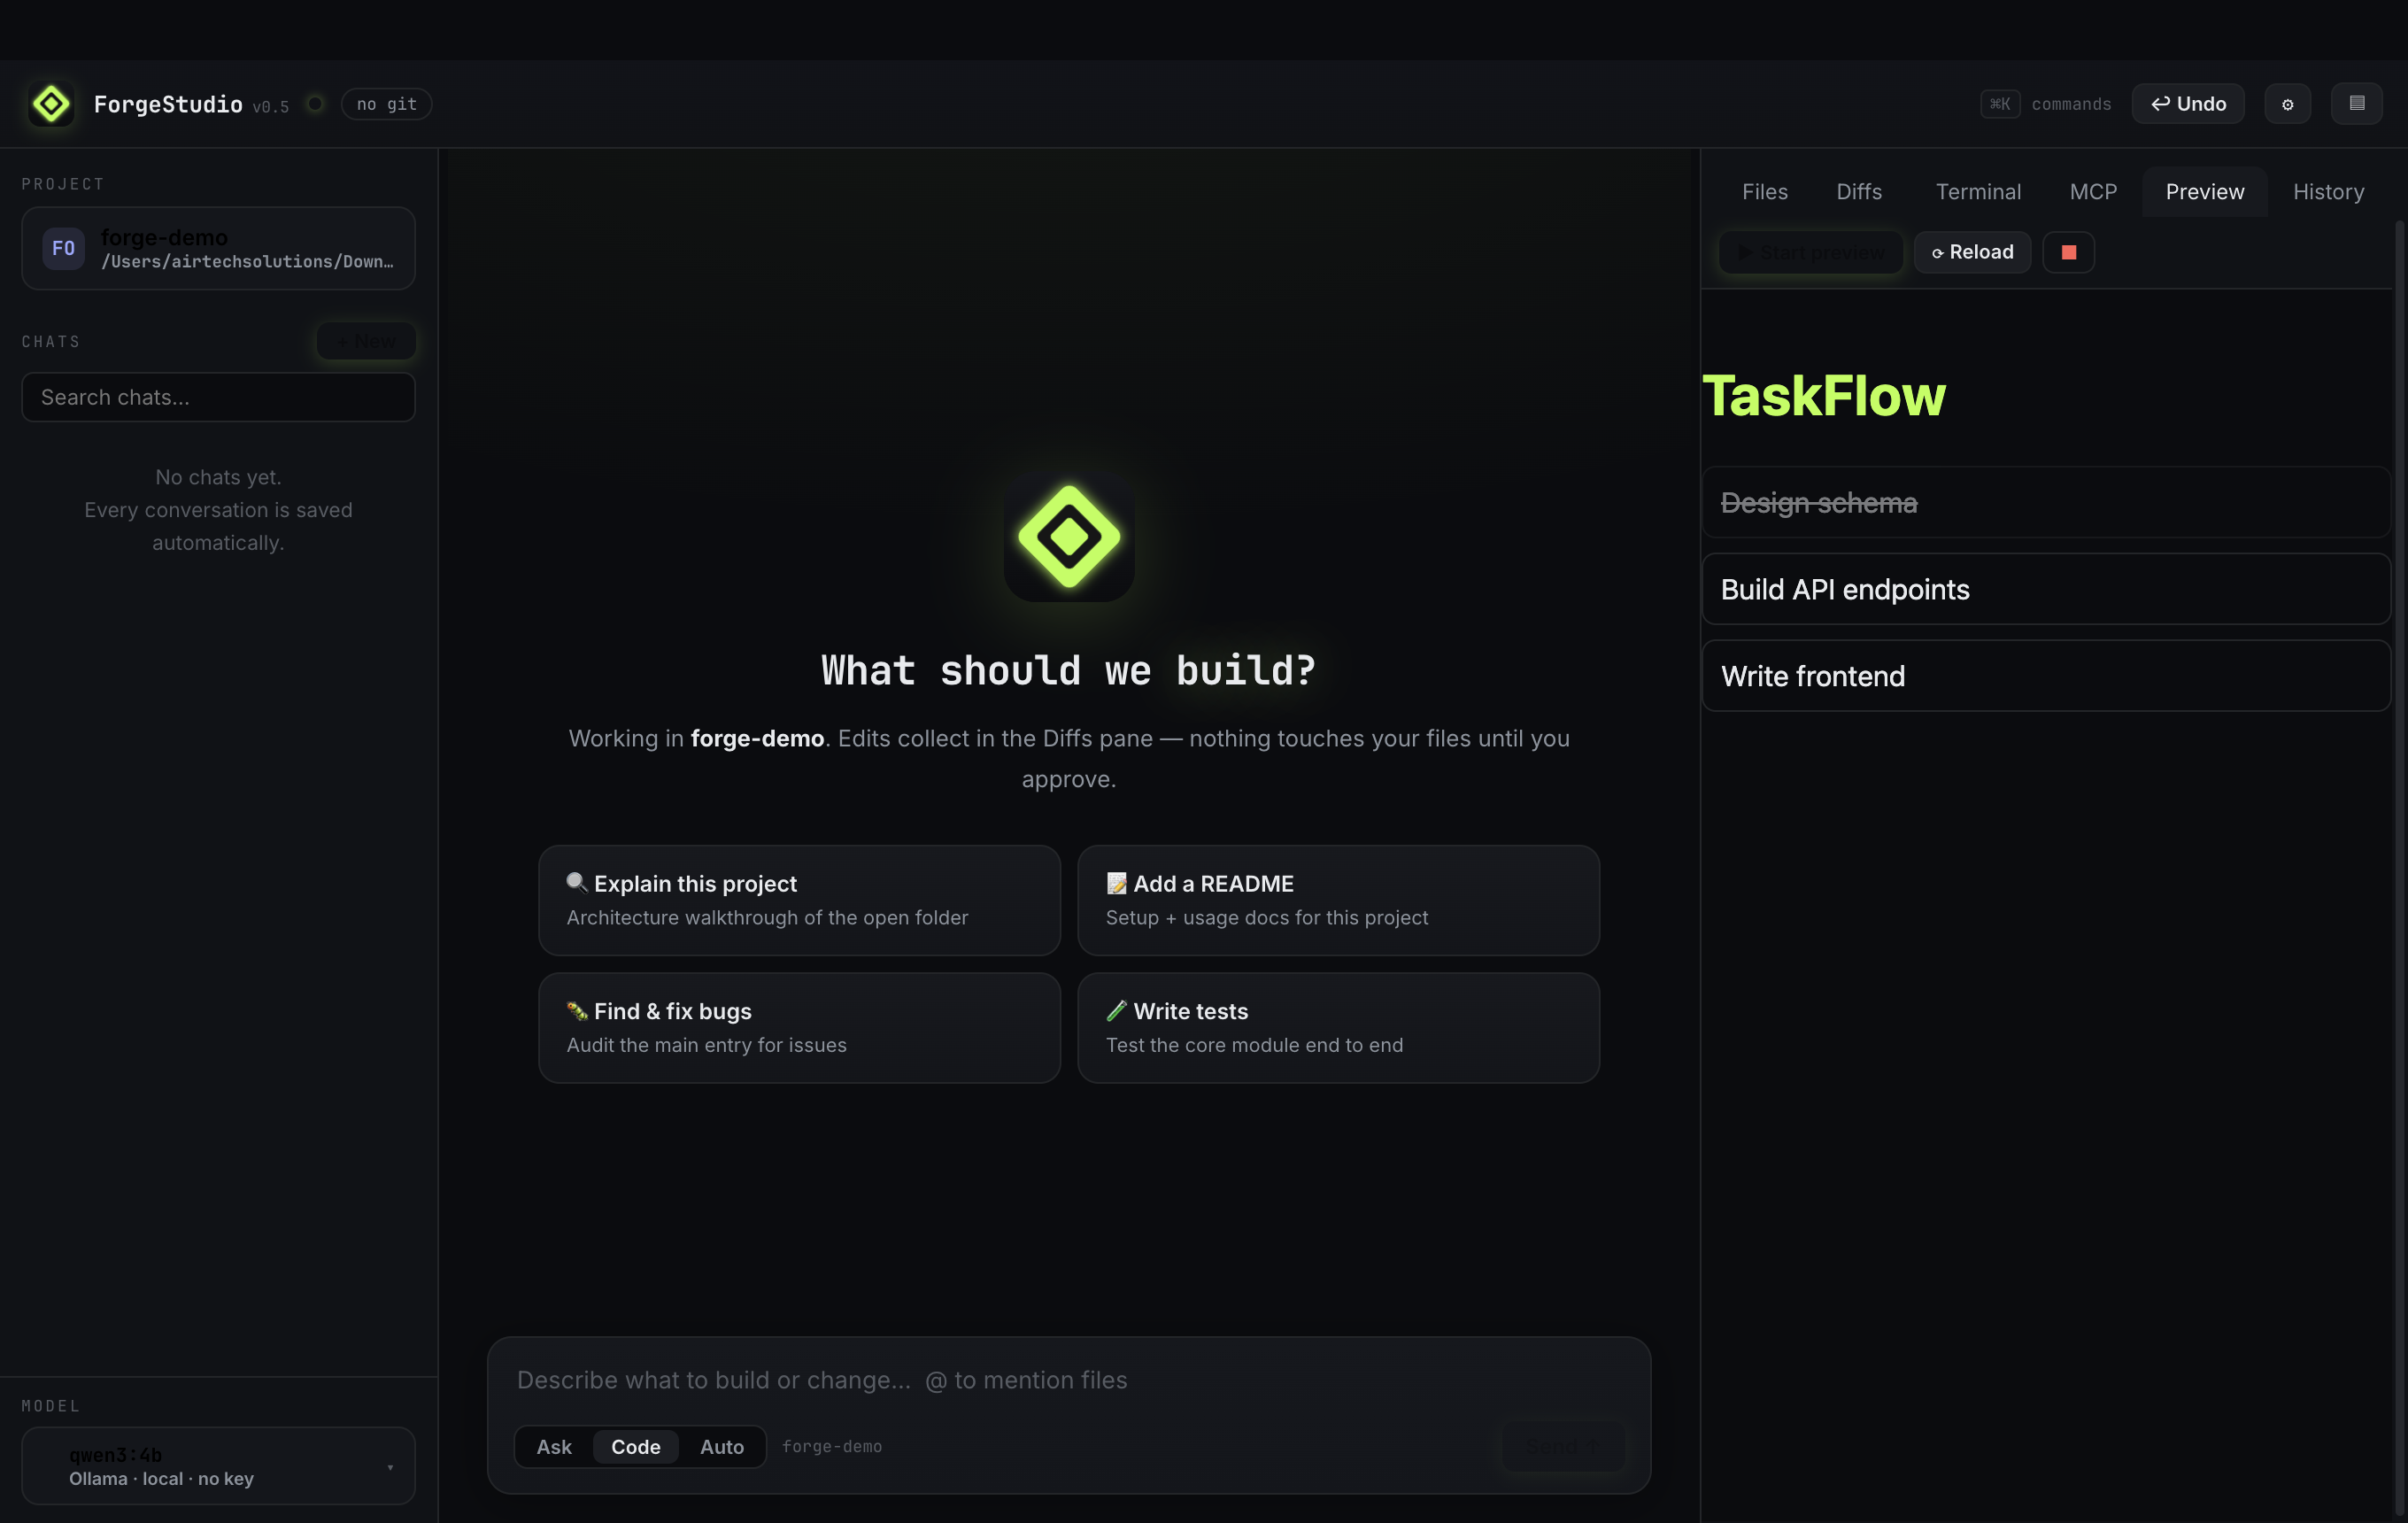 ForgeStudio v0.5 no git
⌘K commands ↩ Undo
PROJECT
FO forge-demo
/Users/airtechsolutions/Down…
CHATS + New
Search chats…
No chats yet.
Every conversation is saved
automatically.
MODEL
qwen3:4b
Ollama · local · no key
What should we build?
Working in forge-demo. Edits collect in the Diffs pane — nothing touches your files until you
approve.
🔍 Explain this project
Architecture walkthrough of the open folder
📝 Add a README
Setup + usage docs for this project
🐛 Find & fix bugs
Audit the main entry for issues
🧪 Write tests
Test the core module end to end
Describe what to build or change… @ to mention files
Ask Code Auto forge-demo Send ↑
Files Diffs Terminal MCP Preview History
▶ Start preview ⟳ Reload
TaskFlow
Design schema
Build API endpoints
Write frontend